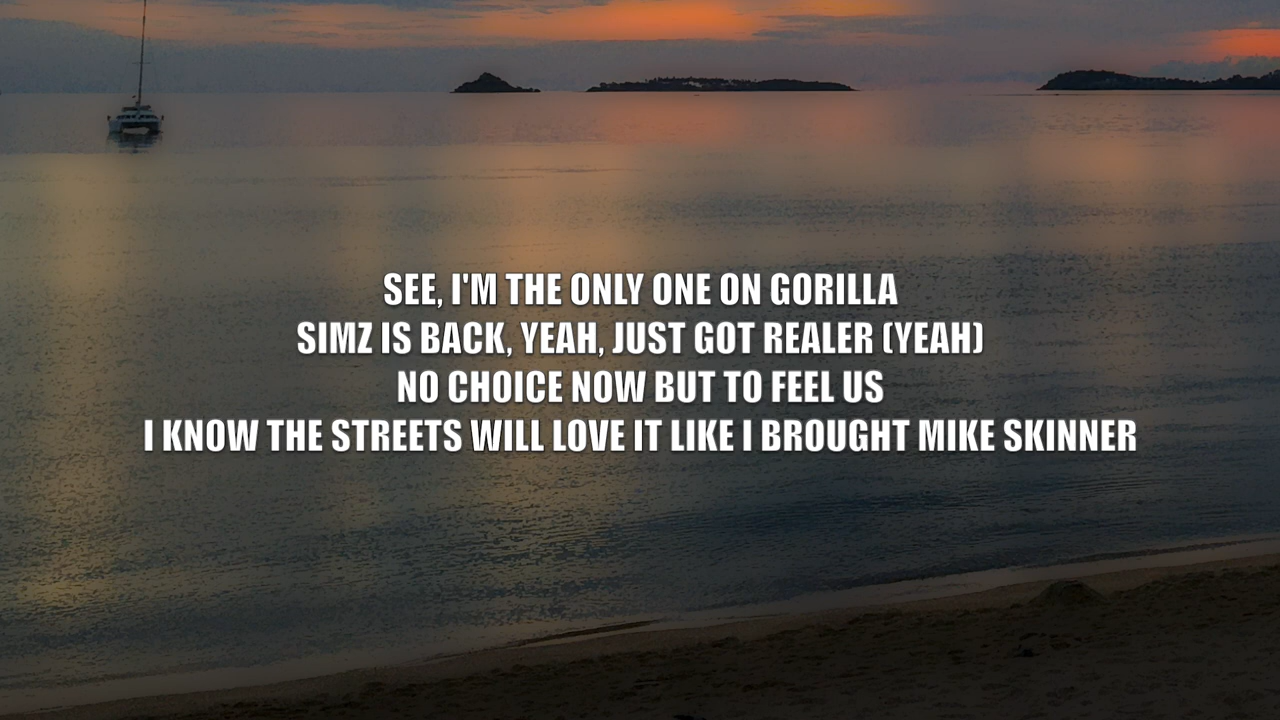 SEE, I'M THE ONLY ONE ON GORILLA
SIMZ IS BACK, YEAH, JUST GOT REALER (YEAH)
NO CHOICE NOW BUT TO FEEL US
I KNOW THE STREETS WILL LOVE IT LIKE I BROUGHT MIKE SKINNER